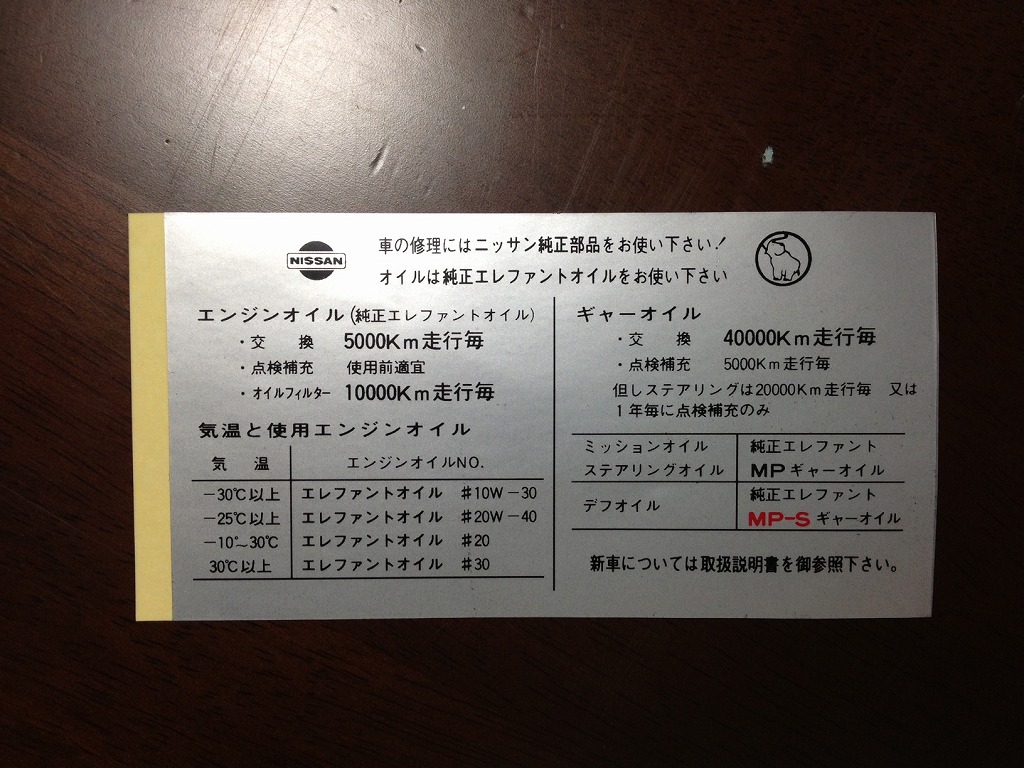 NISSAN
車の修理にはニッサン純正部品をお使い下さい!
オイルは純正エレファントオイルをお使い下さい
エンジンオイル(純正エレファントオイル)
・交 換 5000Km走行毎
・点検補充 使用前適宜
・オイルフィルター 10000Km走行毎
気温と使用エンジンオイル
気 温 エンジンオイルNO.
-30℃以上 エレファントオイル #10W-30
-25℃以上 エレファントオイル #20W-40
-10°~30℃ エレファントオイル #20
30℃以上 エレファントオイル #30
ギャーオイル
・交 換 40000Km走行毎
・点検補充 5000Km走行毎
但しステアリングは20000Km走行毎 又は
1年毎に点検補充のみ
ミッションオイル 純正エレファント
ステアリングオイル MPギャーオイル
デフオイル 純正エレファント
MP-Sギャーオイル
新車については取扱説明書を御参照下さい。